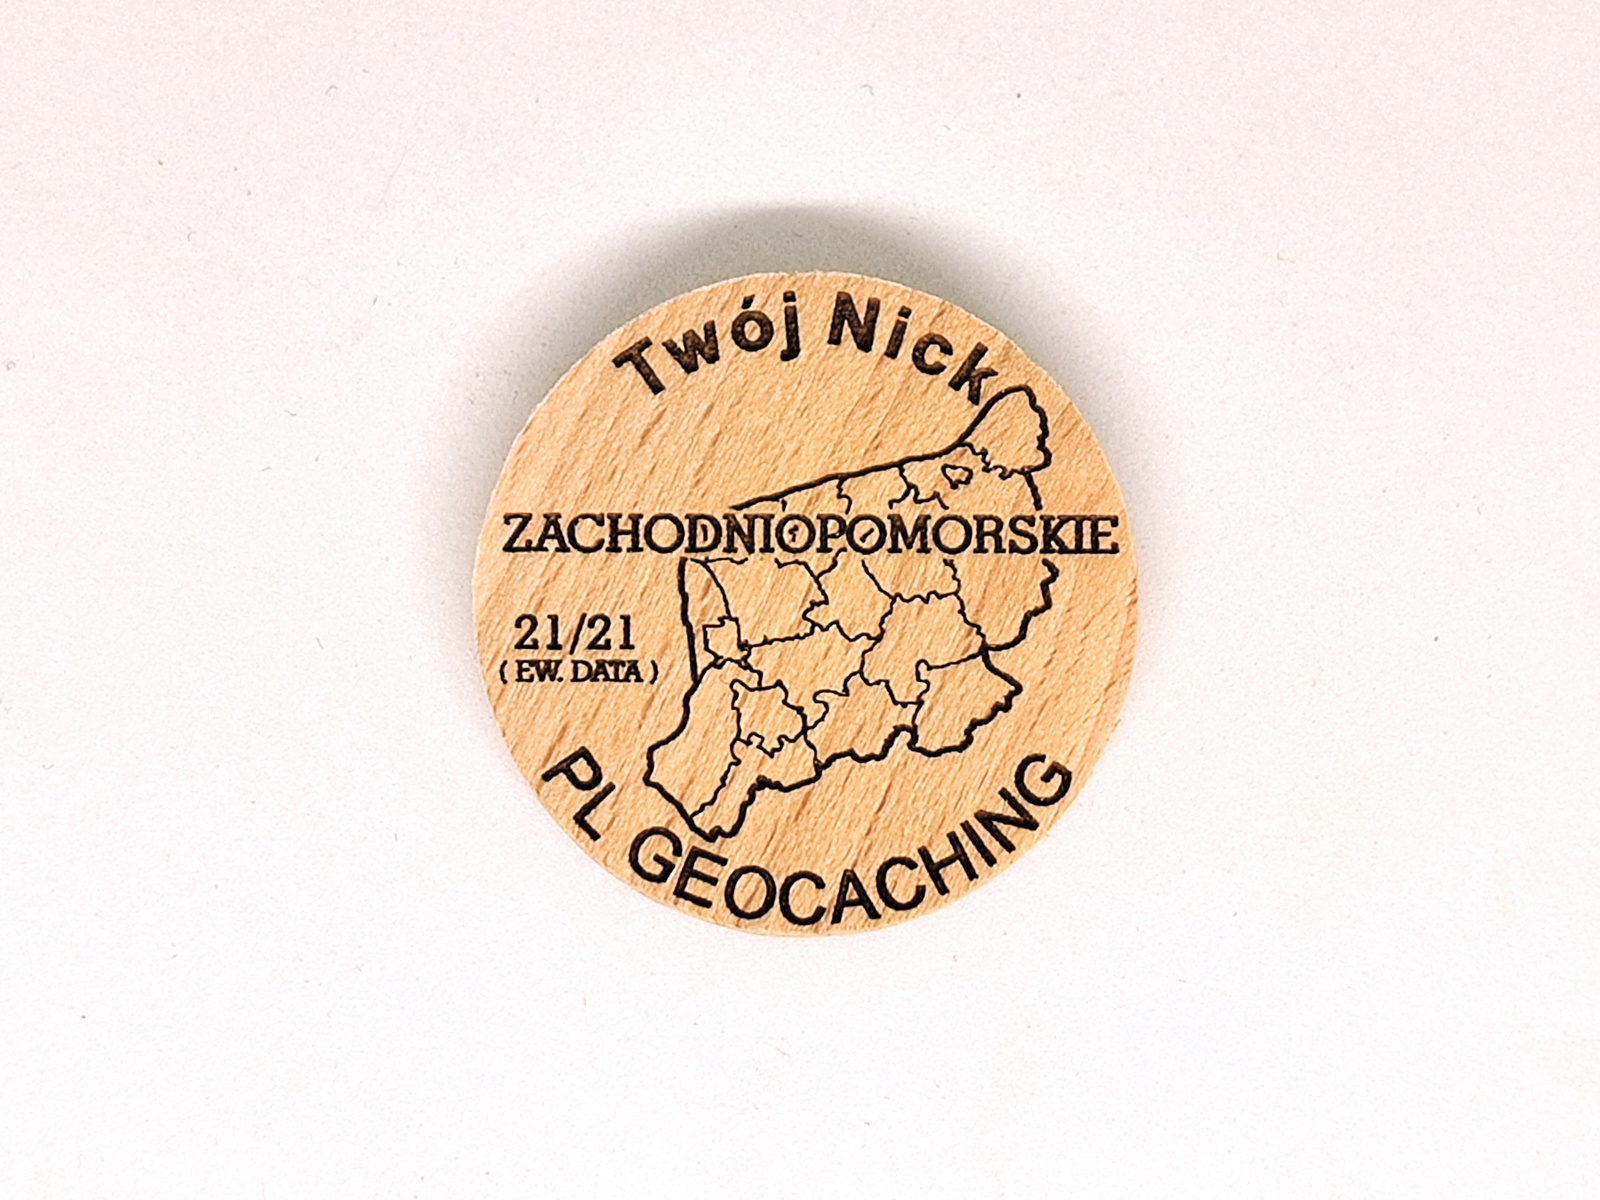 Twój Nick
ZACHODNIOPOMORSKIE
21/21
( EW. DATA )
PL GEOCACHING